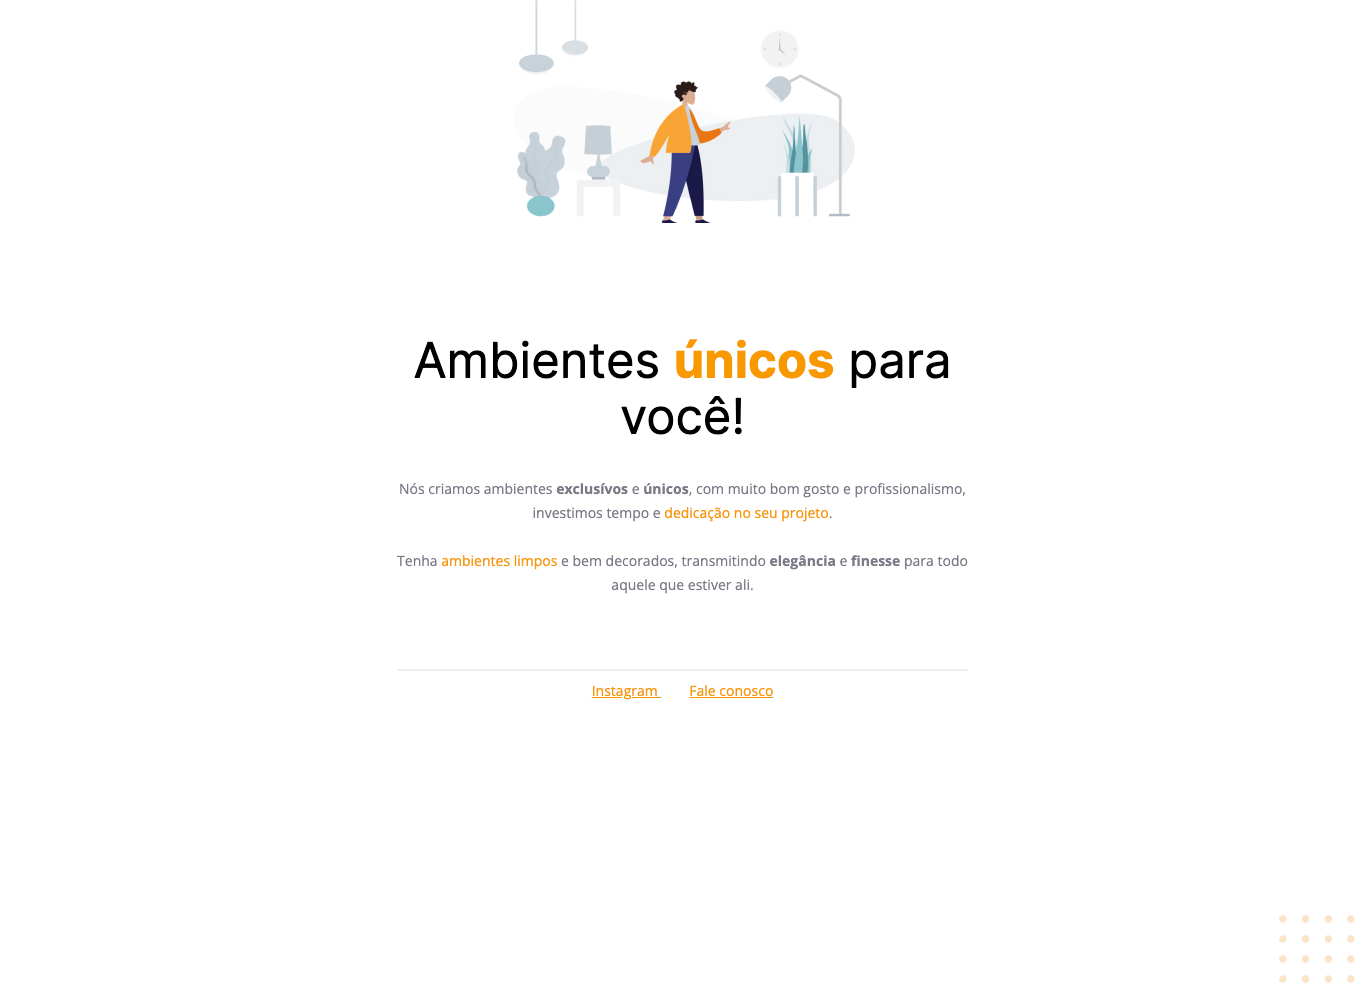 Ambientes únicos para
você!
Nós criamos ambientes exclusívos e únicos, com muito bom gosto e profissionalismo,
investimos tempo e dedicação no seu projeto.
Tenha ambientes limpos e bem decorados, transmitindo elegância e finesse para todo
aquele que estiver ali.
Instagram Fale conosco